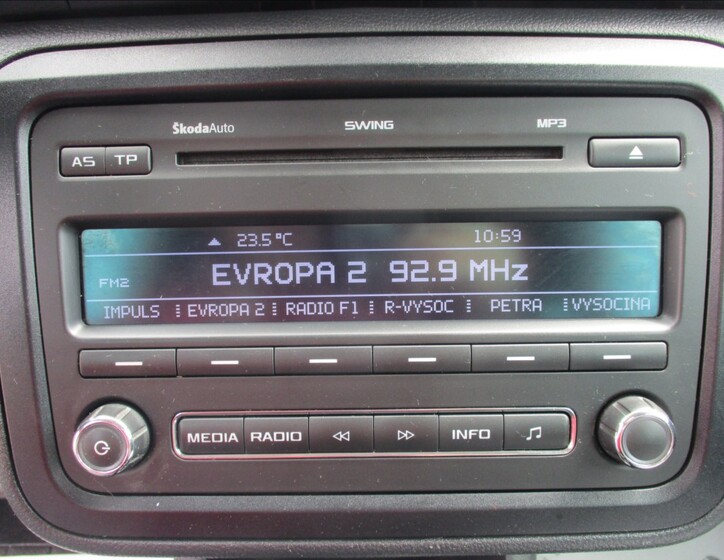 ŠkodaAuto SWING MP3
AS TP
23.5°C 10:59
FM2 EVROPA 2 92.9 MHz
IMPULS EVROPA 2 RADIO F1 R-VYSOC PETRA VYSOCINA
MEDIA RADIO INFO